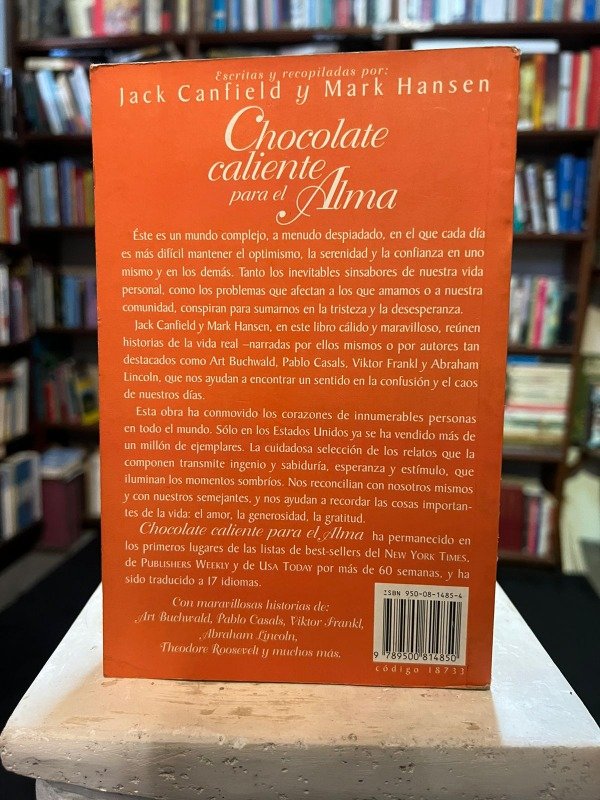 Escritas y recopiladas por:
Jack Canfield y Mark Hansen
Chocolate
caliente
para el Alma
Éste es un mundo complejo, a menudo despiadado, en el que cada día
es más difícil mantener el optimismo, la serenidad y la confianza en uno
mismo y en los demás. Tanto los inevitables sinsabores de nuestra vida
personal, como los problemas que afectan a los que amamos o a nuestra
comunidad, conspiran para sumarnos en la tristeza y la desesperanza.
Jack Canfield y Mark Hansen, en este libro cálido y maravilloso, reúnen
historias de la vida real –narradas por ellos mismos o por autores tan
destacados como Art Buchwald, Pablo Casals, Viktor Frankl y Abraham
Lincoln, que nos ayudan a encontrar un sentido en la confusión y el caos
de nuestros días.
Esta obra ha conmovido los corazones de innumerables personas
en todo el mundo. Sólo en los Estados Unidos ya se ha vendido más de
un millón de ejemplares. La cuidadosa selección de los relatos que la
componen transmite ingenio y sabiduría, esperanza y estímulo, que
iluminan los momentos sombríos. Nos reconcilian con nosotros mismos
y con nuestros semejantes, y nos ayudan a recordar las cosas importan-
tes de la vida: el amor, la generosidad, la gratitud.
Chocolate caliente para el Alma ha permanecido en
los primeros lugares de las listas de best-sellers del NEW YORK TIMES,
de PUBLISHERS WEEKLY y de USA TODAY por más de 60 semanas, y ha
sido traducido a 17 idiomas.
Con maravillosas historias de:
Art Buchwald, Pablo Casals, Viktor Frankl,
Abraham Lincoln,
Theodore Roosevelt y muchos más.
ISBN 950-08-1485-4
9 789500 814850
código 18733